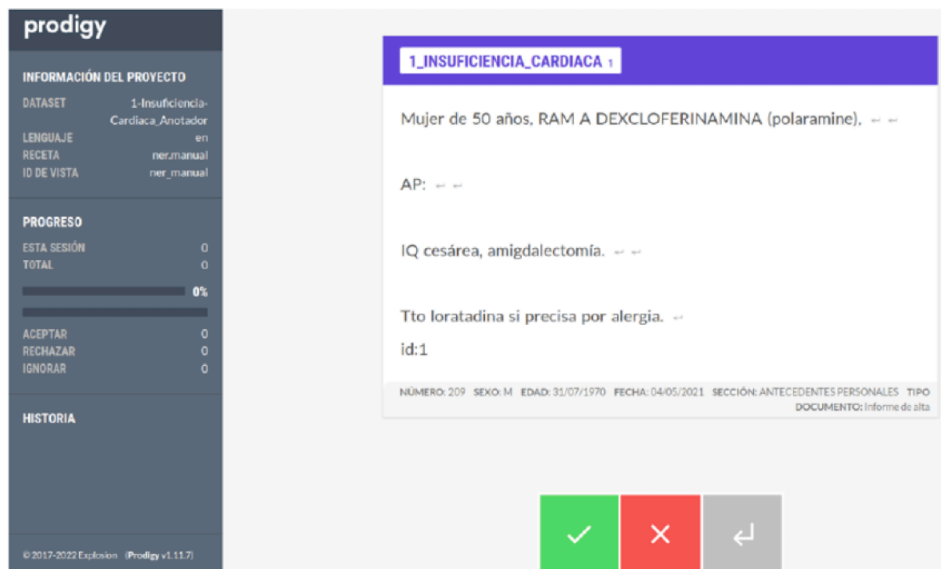 prodigy
INFORMACIÓN DEL PROYECTO
DATASET 1-Insuficiencia-
Cardiaca_Anotador
LENGUAJE en
RECETA ner.manual
ID DE VISTA ner_manual
PROGRESO
ESTA SESIÓN 0
TOTAL 0
0%
ACEPTAR 0
RECHAZAR 0
IGNORAR 0
HISTORIA
© 2017-2022 Explosion (Prodigy v1.11.7)
1_INSUFICIENCIA_CARDIACA 1
Mujer de 50 años, RAM A DEXCLOFERINAMINA (polaramine), ↵ ↵
AP: ↵ ↵
IQ cesárea, amigdalectomía. ↵ ↵
Tto loratadina si precisa por alergia. ↵
id:1
NÚMERO: 209 SEXO: M EDAD: 31/07/1970 FECHA: 04/05/2021 SECCIÓN: ANTECEDENTES PERSONALES TIPO
DOCUMENTO: Informe de alta